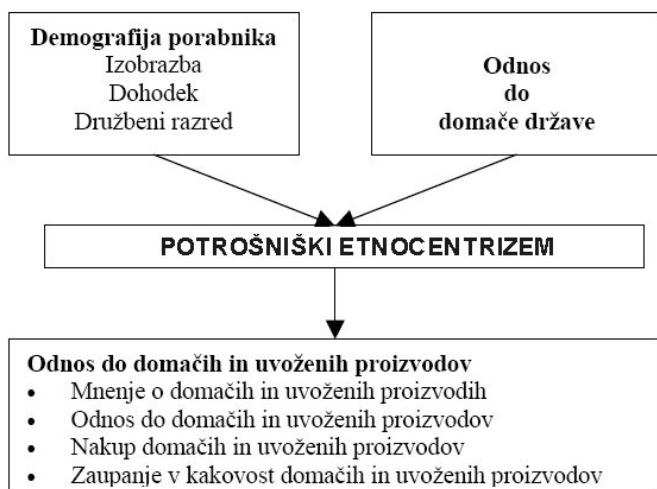 Demografija porabnika
Izobrazba
Dohodek
Družbeni razred
Odnos
do
domače države
POTROŠNIŠKI ETNOCENTRIZEM
Odnos do domačih in uvoženih proizvodov
• Mnenje o domačih in uvoženih proizvodih
• Odnos do domačih in uvoženih proizvodov
• Nakup domačih in uvoženih proizvodov
• Zaupanje v kakovost domačih in uvoženih proizvodov